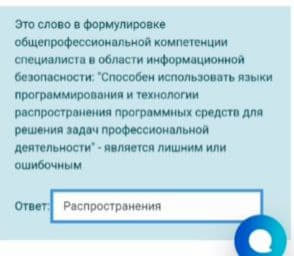 Это слово в формулировке
общепрофессиональной компетенции
специалиста в области информационной
безопасности: "Способен использовать языки
программирования и технологии
распространения программных средств для
решения задач профессиональной
деятельности" - является лишним или
ошибочным
Ответ: Распространения